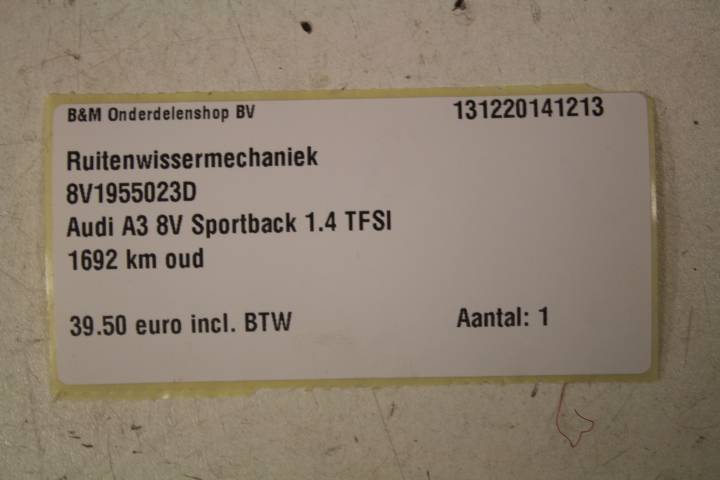 B&M Onderdelenshop BV 131220141213
Ruitenwissermechaniek
8V1955023D
Audi A3 8V Sportback 1.4 TFSI
1692 km oud
39.50 euro incl. BTW Aantal: 1